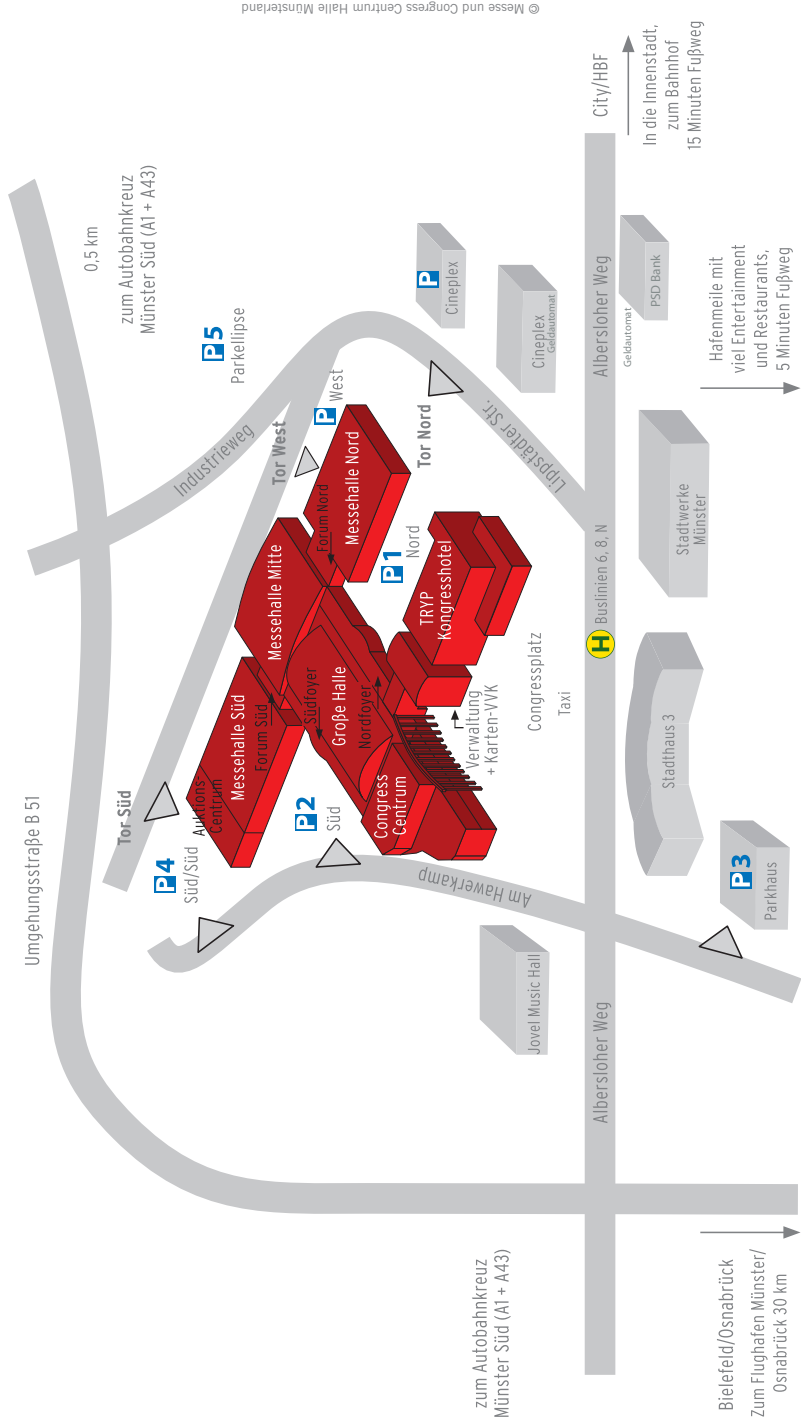 © Messe und Congress Centrum Halle Münsterland
Umgehungsstraße B 51
0,5 km
zum Autobahnkreuz
Münster Süd (A1 + A43)
P5
Parkellipse
Industrieweg
Tor Süd
Tor West
P
West
Tor Nord
P4
Süd/Süd
Auktions-
Centrum
Messehalle Süd
Forum Süd
Messehalle Mitte
Forum Nord
Messehalle Nord
P2
Süd
Südfoyer
Große Halle
Nordfoyer
Congress
Centrum
P1
Nord
TRYP
Kongresshotel
Verwaltung
+ Karten-VVK
Congressplatz
Taxi
Lippstädter Str.
P
Cineplex
Cineplex
Geldautomat
Am Hawerkamp
Jovel Music Hall
zum Autobahnkreuz
Münster Süd (A1 + A43)
Albersloher Weg
H
Buslinien 6, 8, N
Albersloher Weg
City/HBF
In die Innenstadt,
zum Bahnhof
15 Minuten Fußweg
Geldautomat
PSD Bank
Stadthaus 3
Stadtwerke
Münster
P3
Parkhaus
Hafenmeile mit
viel Entertainment
und Restaurants,
5 Minuten Fußweg
Bielefeld/Osnabrück
Zum Flughafen Münster/
Osnabrück 30 km